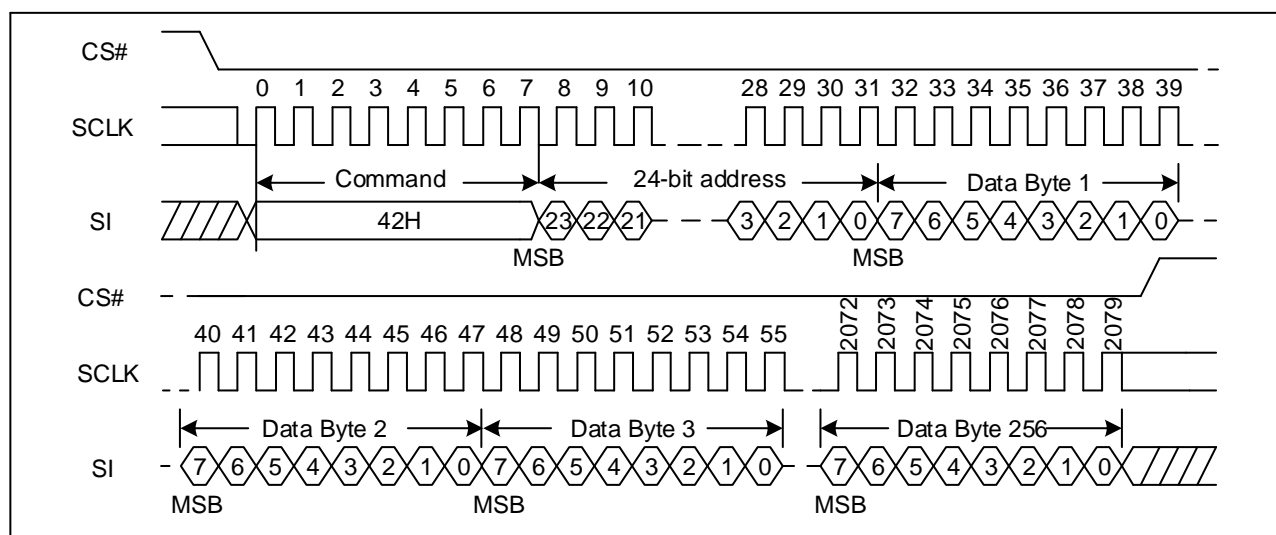 CS#
0 1 2 3 4 5 6 7 8 9 10 28 29 30 31 32 33 34 35 36 37 38 39
SCLK
Command 24-bit address Data Byte 1
SI 42H 23 22 21 3 2 1 0 7 6 5 4 3 2 1 0
MSB MSB
CS#
40 41 42 43 44 45 46 47 48 49 50 51 52 53 54 55 2072 2073 2074 2075 2076 2077 2078 2079
SCLK
Data Byte 2 Data Byte 3 Data Byte 256
SI 7 6 5 4 3 2 1 0 7 6 5 4 3 2 1 0 7 6 5 4 3 2 1 0
MSB MSB MSB